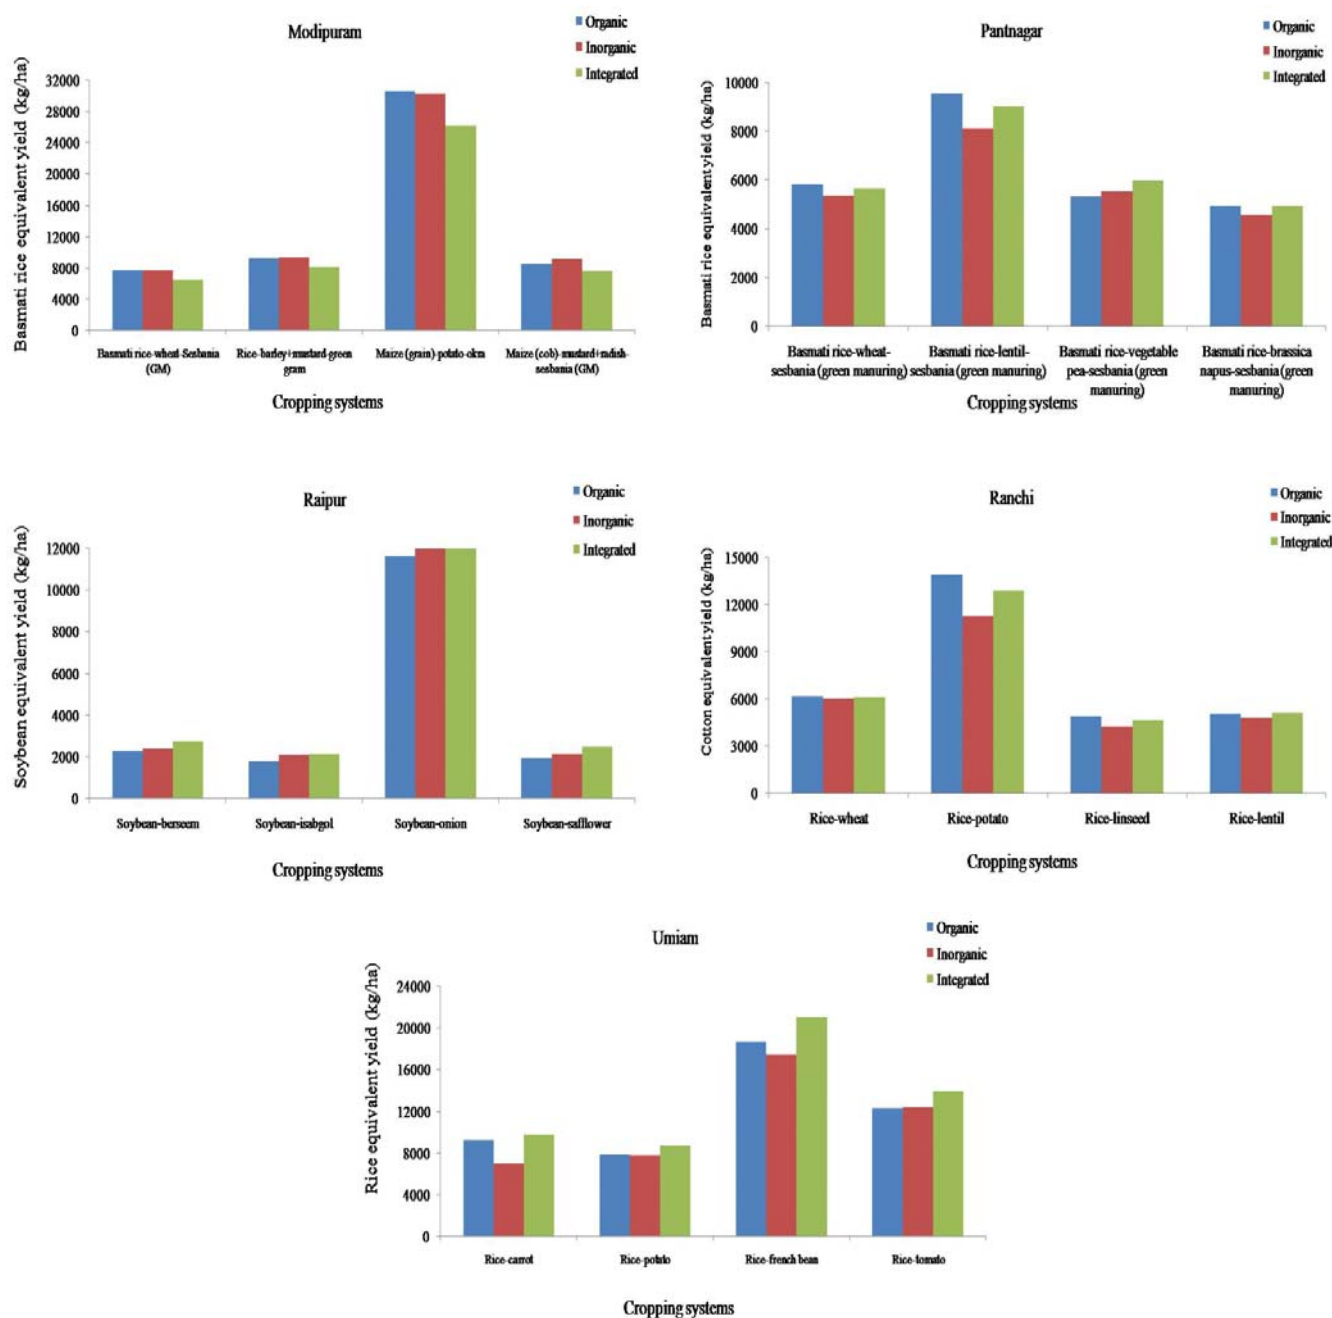 Modipuram
Organic
Inorganic
Integrated
Basmati rice equivalent yield (kg/ha)
32000
28000
24000
20000
16000
12000
8000
4000
0
Basmati rice-wheat-Sesbania (GM)
Rice-barley+mustard-green gram
Maize (grain)-potato-okra
Maize (cob)-mustard+radish-sesbania (GM)
Cropping systems
Pantnagar
Organic
Inorganic
Integrated
Basmati rice equivalent yield (kg/ha)
10000
8000
6000
4000
2000
0
Basmati rice-wheat-
sesbania (green manuring)
Basmati rice-lentil-
sesbania (green manuring)
Basmati rice-vegetable
pea-sesbania (green
manuring)
Basmati rice-brassica
napus-sesbania (green
manuring)
Cropping systems
Raipur
Organic
Inorganic
Integrated
Soybean equivalent yield (kg/ha)
12000
10000
8000
6000
4000
2000
0
Soybean-berseem
Soybean-isabgol
Soybean-onion
Soybean-safflower
Cropping systems
Ranchi
Organic
Inorganic
Integrated
Cotton equivalent yield (kg/ha)
15000
12000
9000
6000
3000
0
Rice-wheat
Rice-potato
Rice-linseed
Rice-lentil
Cropping systems
Umiam
Organic
Inorganic
Integrated
Rice equivalent yield (kg/ha)
24000
20000
16000
12000
8000
4000
0
Rice-carrot
Rice-potato
Rice-french bean
Rice-tomato
Cropping systems